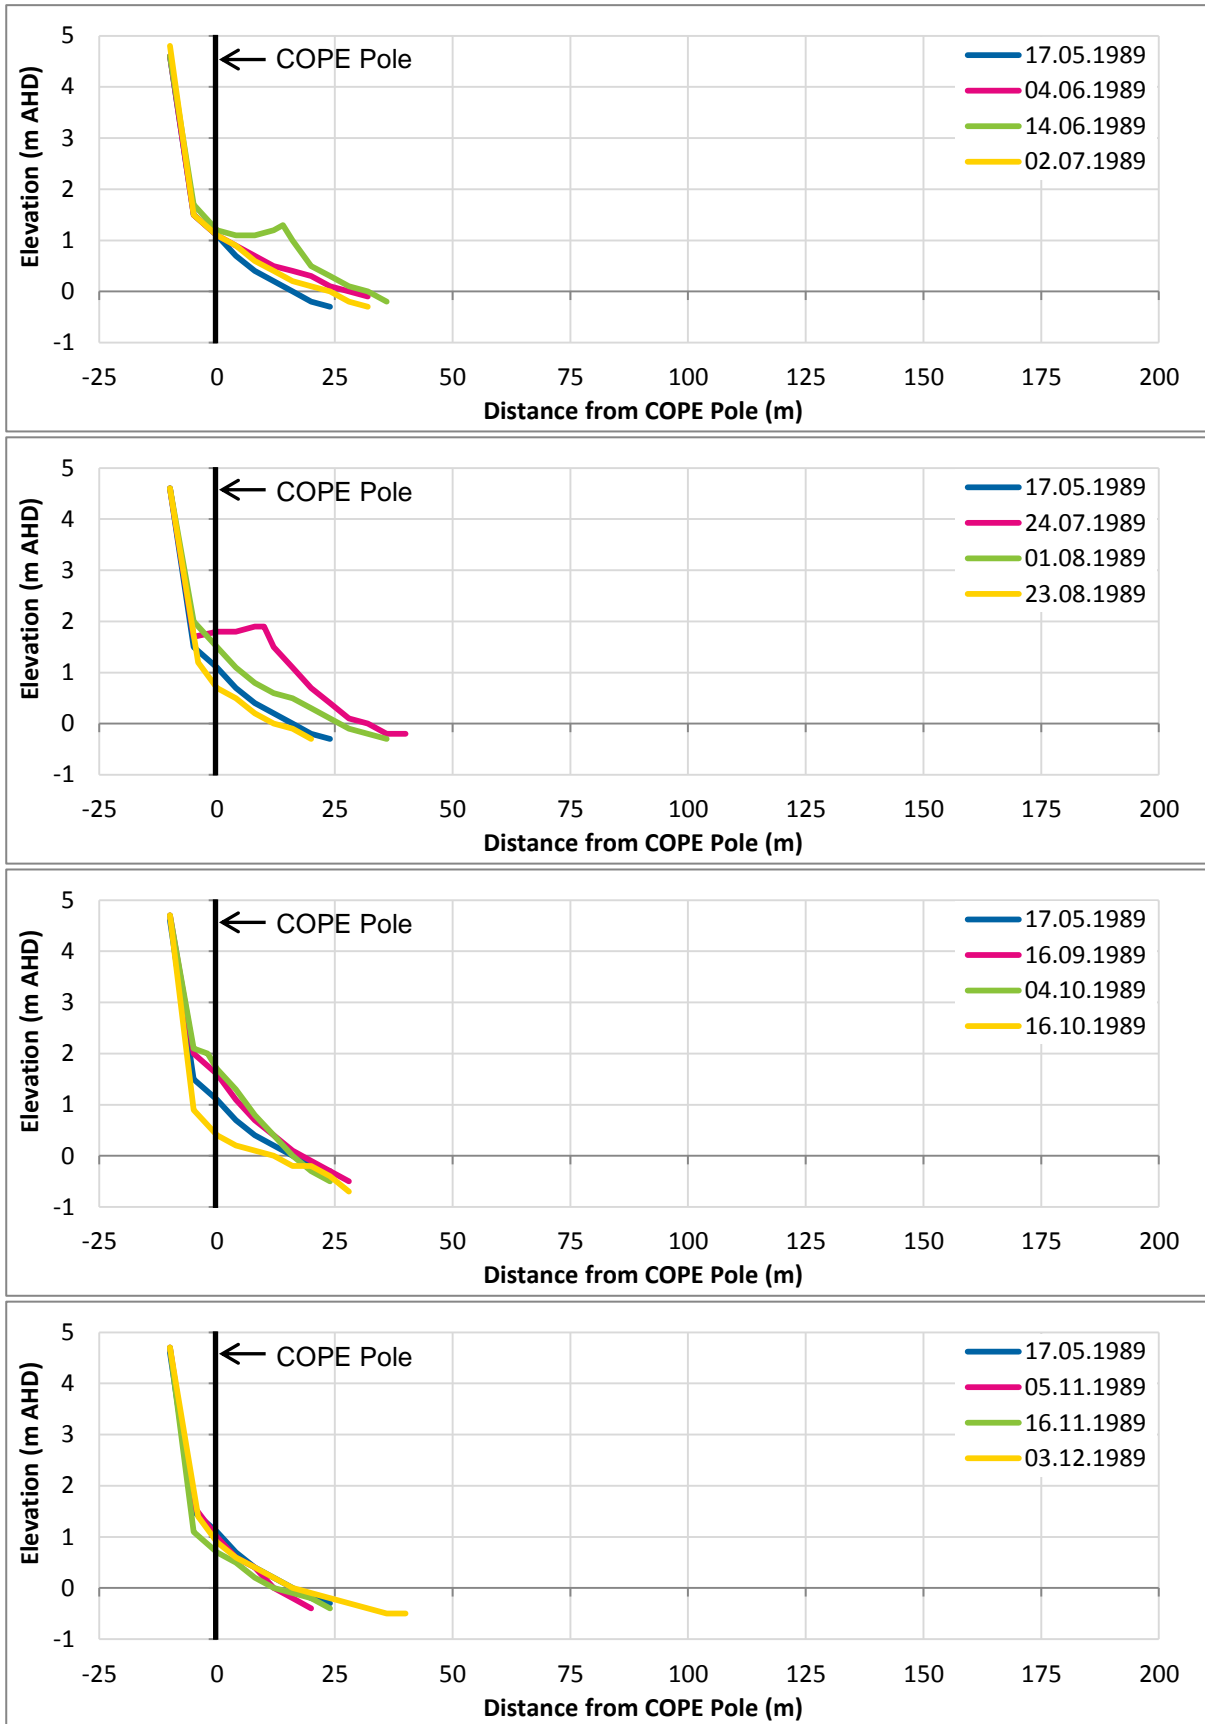 5
4
3
2
1
0
-1
Elevation (m AHD)
COPE Pole
17.05.1989
04.06.1989
14.06.1989
02.07.1989
-25 0 25 50 75 100 125 150 175 200
Distance from COPE Pole (m)
5
4
3
2
1
0
-1
Elevation (m AHD)
COPE Pole
17.05.1989
24.07.1989
01.08.1989
23.08.1989
-25 0 25 50 75 100 125 150 175 200
Distance from COPE Pole (m)
5
4
3
2
1
0
-1
Elevation (m AHD)
COPE Pole
17.05.1989
16.09.1989
04.10.1989
16.10.1989
-25 0 25 50 75 100 125 150 175 200
Distance from COPE Pole (m)
5
4
3
2
1
0
-1
Elevation (m AHD)
COPE Pole
17.05.1989
05.11.1989
16.11.1989
03.12.1989
-25 0 25 50 75 100 125 150 175 200
Distance from COPE Pole (m)